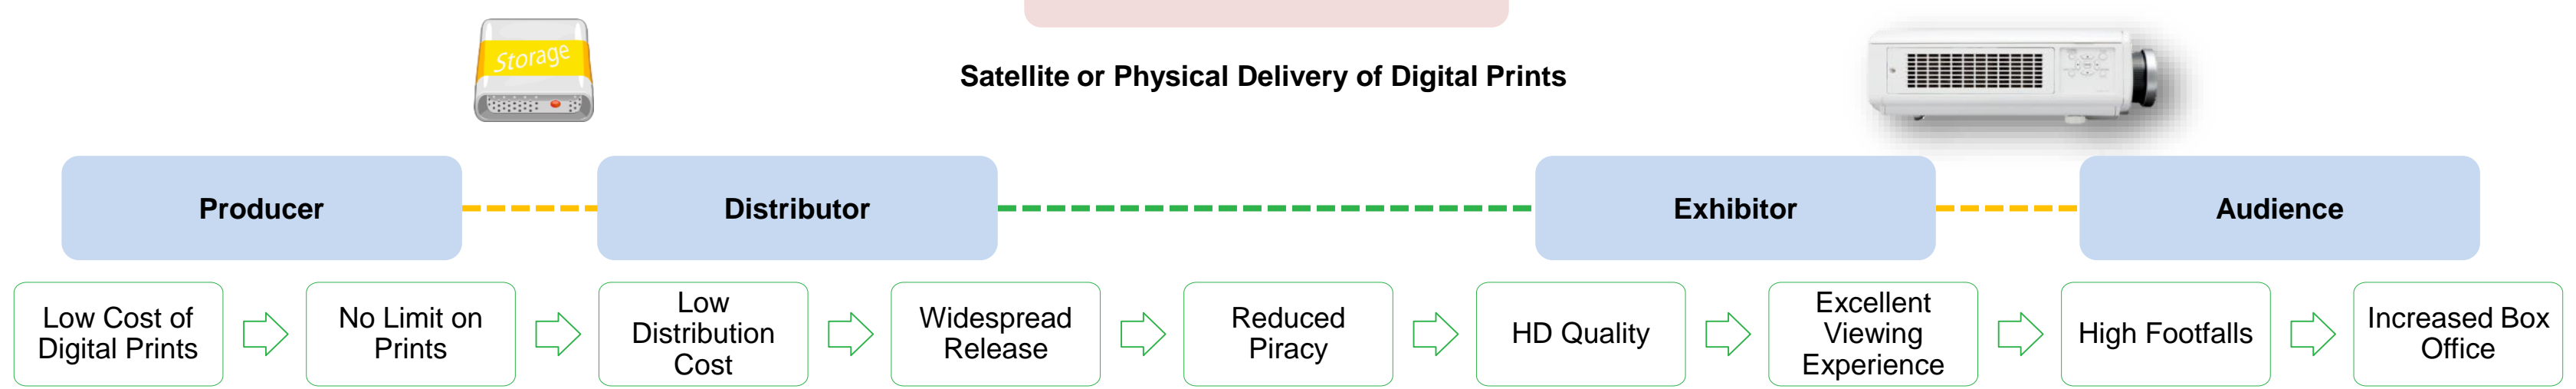 Storage
Satellite or Physical Delivery of Digital Prints
Producer
Distributor
Exhibitor
Audience
Low Cost of
Digital Prints
No Limit on
Prints
Low
Distribution
Cost
Widespread
Release
Reduced
Piracy
HD Quality
Excellent
Viewing
Experience
High Footfalls
Increased Box
Office